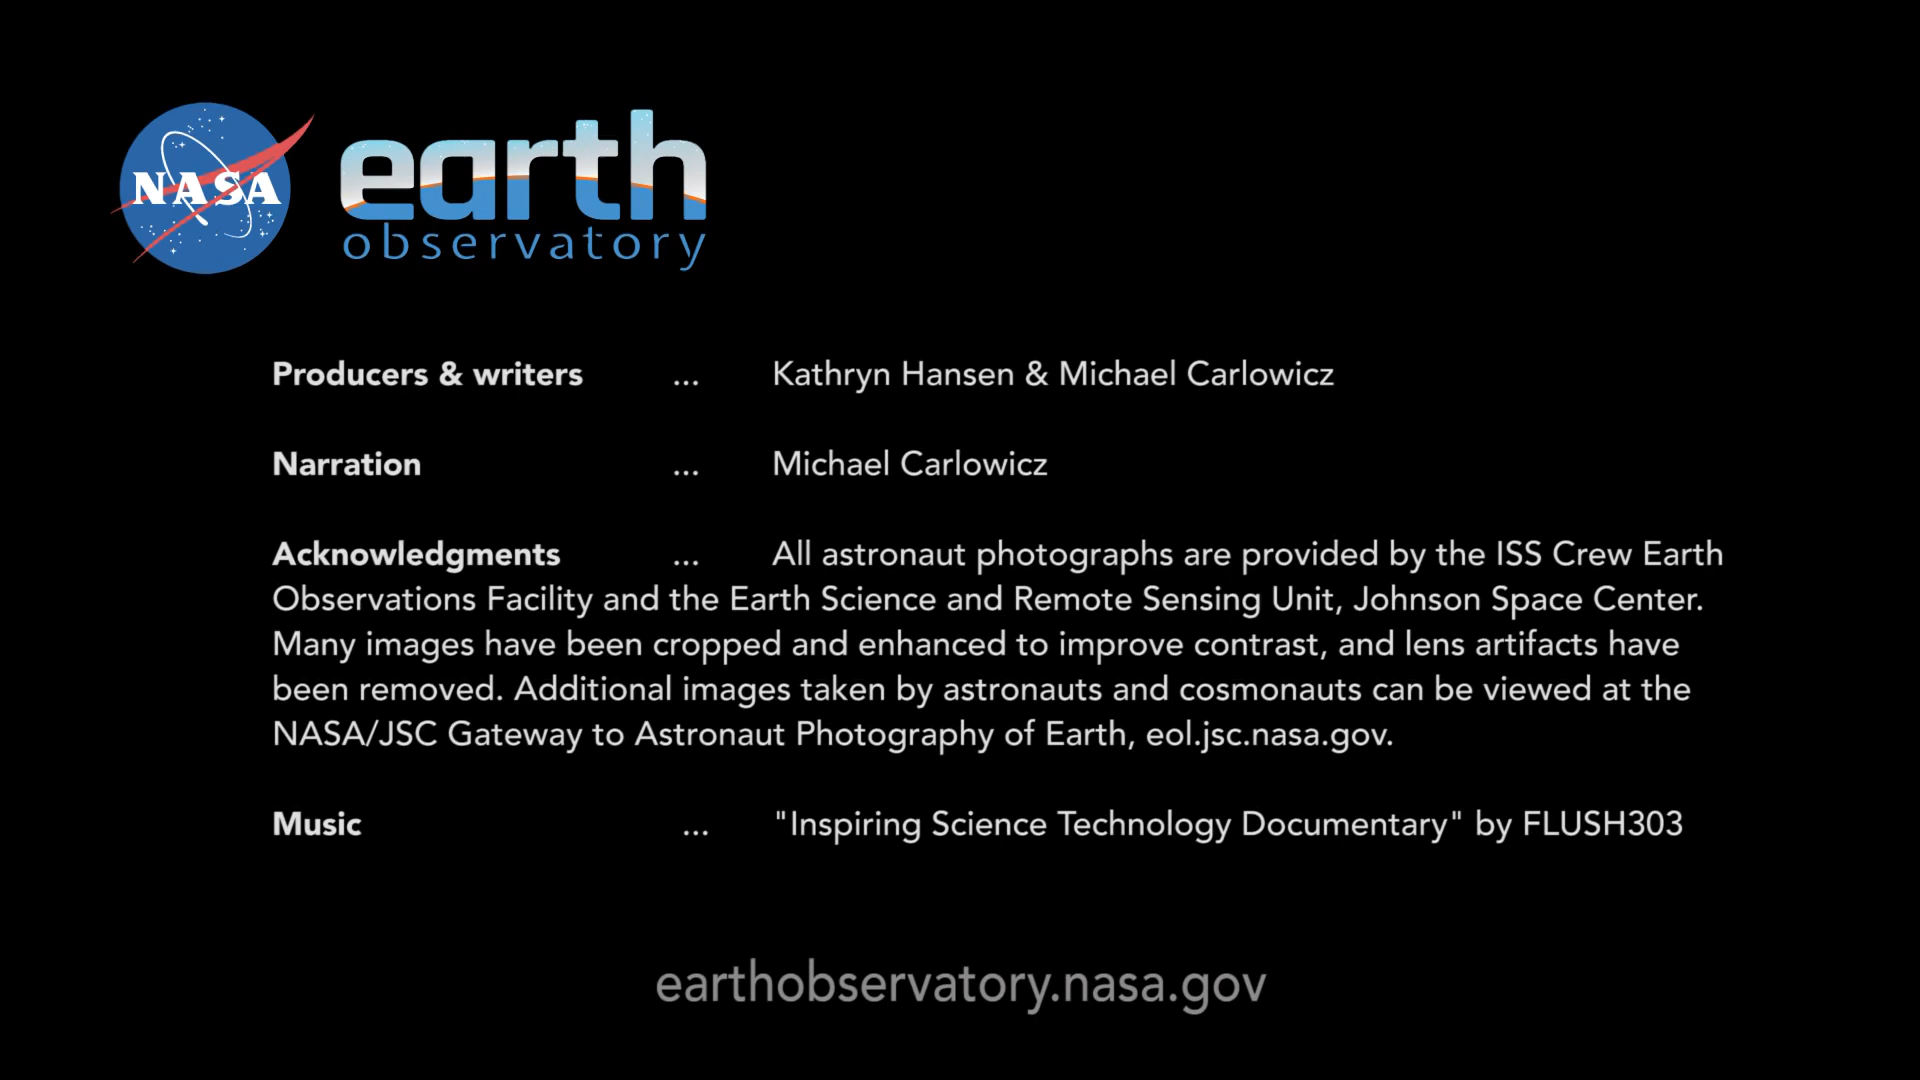 NASA
earth
observatory
Producers & writers ... Kathryn Hansen & Michael Carlowicz
Narration ... Michael Carlowicz
Acknowledgments ... All astronaut photographs are provided by the ISS Crew Earth
Observations Facility and the Earth Science and Remote Sensing Unit, Johnson Space Center.
Many images have been cropped and enhanced to improve contrast, and lens artifacts have
been removed. Additional images taken by astronauts and cosmonauts can be viewed at the
NASA/JSC Gateway to Astronaut Photography of Earth, eol.jsc.nasa.gov.
Music ... "Inspiring Science Technology Documentary" by FLUSH303
earthobservatory.nasa.gov